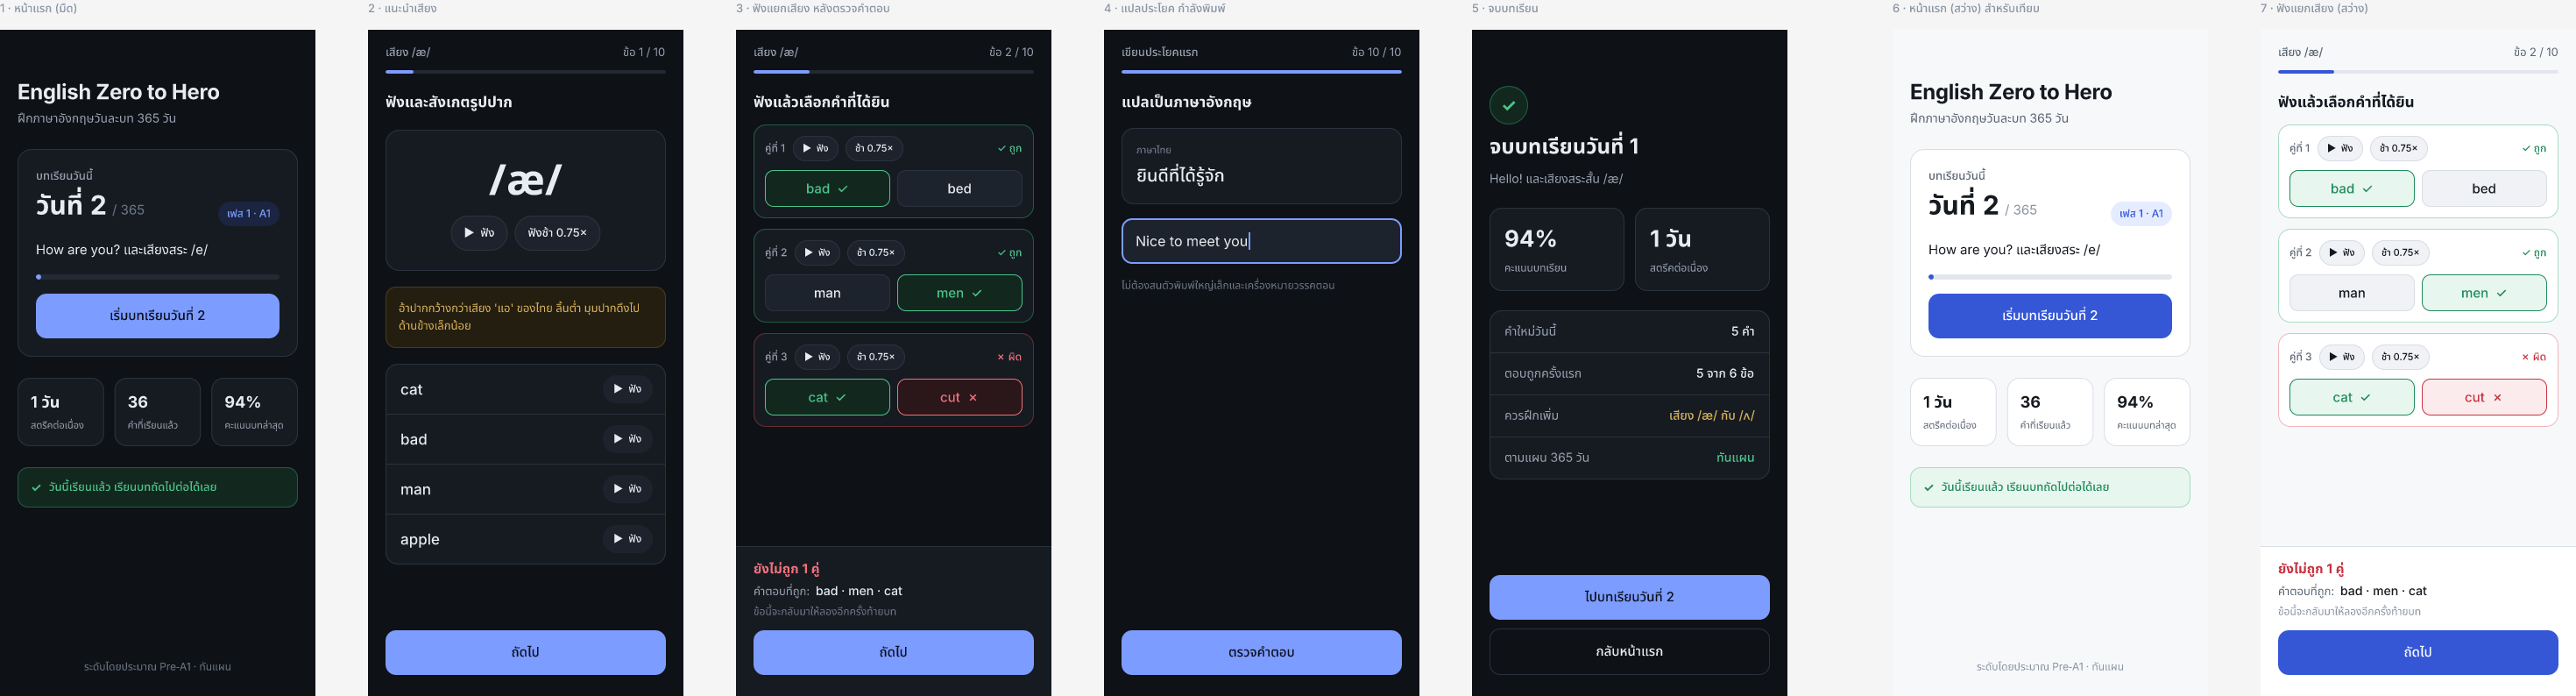 1 · หน้าแรก (มืด)
English Zero to Hero
ฝึกภาษาอังกฤษวันละบท 365 วัน
บทเรียนวันนี้
วันที่ 2 / 365
เฟส 1 · A1
How are you? และเสียงสระ /e/
เริ่มบทเรียนวันที่ 2
1 วัน
สตรีคต่อเนื่อง
36
คำที่เรียนแล้ว
94%
คะแนนบทล่าสุด
✓ วันนี้เรียนแล้ว เรียนบทถัดไปต่อได้เลย
ระดับโดยประมาณ Pre-A1 · ทันแผน
2 · แนะนำเสียง
เสียง /æ/
ข้อ 1 / 10
ฟังและสังเกตรูปปาก
/æ/
▶ ฟัง
ฟังช้า 0.75×
อ้าปากกว้างกว่าเสียง 'แอ' ของไทย ลิ้นต่ำ มุมปากดึงไป
ด้านข้างเล็กน้อย
cat ▶ ฟัง
bad ▶ ฟัง
man ▶ ฟัง
apple ▶ ฟัง
ถัดไป
3 · ฟังแยกเสียง หลังตรวจคำตอบ
เสียง /æ/
ข้อ 2 / 10
ฟังแล้วเลือกคำที่ได้ยิน
คู่ที่ 1 ▶ ฟัง ช้า 0.75× ✓ ถูก
bad ✓ bed
คู่ที่ 2 ▶ ฟัง ช้า 0.75× ✓ ถูก
man men ✓
คู่ที่ 3 ▶ ฟัง ช้า 0.75× × ผิด
cat ✓ cut ×
ยังไม่ถูก 1 คู่
คำตอบที่ถูก: bad · men · cat
ข้อนี้จะกลับมาให้ลองอีกครั้งท้ายบท
ถัดไป
4 · แปลประโยค กำลังพิมพ์
เขียนประโยคแรก
ข้อ 10 / 10
แปลเป็นภาษาอังกฤษ
ภาษาไทย
ยินดีที่ได้รู้จัก
Nice to meet you
ไม่ต้องสนตัวพิมพ์ใหญ่เล็กและเครื่องหมายวรรคตอน
ตรวจคำตอบ
5 · จบบทเรียน
จบบทเรียนวันที่ 1
Hello! และเสียงสระสั้น /æ/
94%
คะแนนบทเรียน
1 วัน
สตรีคต่อเนื่อง
คำใหม่วันนี้ 5 คำ
ตอบถูกครั้งแรก 5 จาก 6 ข้อ
ควรฝึกเพิ่ม เสียง /æ/ กับ /ʌ/
ตามแผน 365 วัน ทันแผน
ไปบทเรียนวันที่ 2
กลับหน้าแรก
6 · หน้าแรก (สว่าง) สำหรับเทียบ
English Zero to Hero
ฝึกภาษาอังกฤษวันละบท 365 วัน
บทเรียนวันนี้
วันที่ 2 / 365
เฟส 1 · A1
How are you? และเสียงสระ /e/
เริ่มบทเรียนวันที่ 2
1 วัน
สตรีคต่อเนื่อง
36
คำที่เรียนแล้ว
94%
คะแนนบทล่าสุด
✓ วันนี้เรียนแล้ว เรียนบทถัดไปต่อได้เลย
ระดับโดยประมาณ Pre-A1 · ทันแผน
7 · ฟังแยกเสียง (สว่าง)
เสียง /æ/
ข้อ 2 / 10
ฟังแล้วเลือกคำที่ได้ยิน
คู่ที่ 1 ▶ ฟัง ช้า 0.75× ✓ ถูก
bad ✓ bed
คู่ที่ 2 ▶ ฟัง ช้า 0.75× ✓ ถูก
man men ✓
คู่ที่ 3 ▶ ฟัง ช้า 0.75× × ผิด
cat ✓ cut ×
ยังไม่ถูก 1 คู่
คำตอบที่ถูก: bad · men · cat
ข้อนี้จะกลับมาให้ลองอีกครั้งท้ายบท
ถัดไป